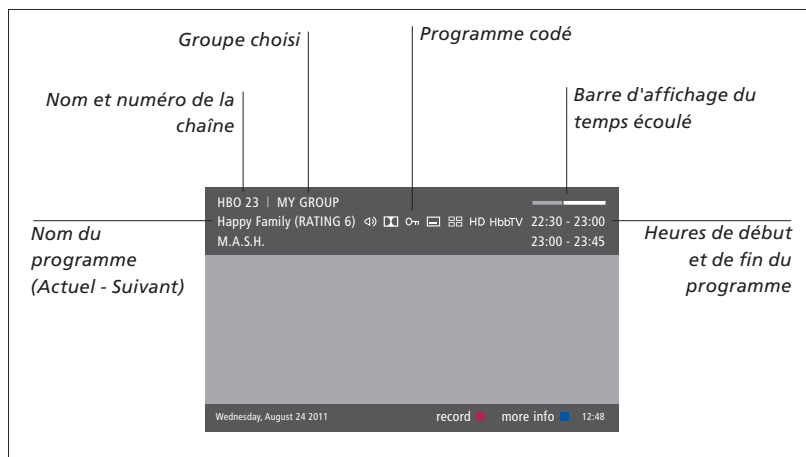 Groupe choisi
Programme codé
Nom et numéro de la
chaîne
Barre d'affichage du
temps écoulé
HBO 23 | MY GROUP
Happy Family (RATING 6) HD HbbTV 22:30 - 23:00
M.A.S.H. 23:00 - 23:45
Nom du
programme
(Actuel - Suivant)
Heures de début
et de fin du
programme
Wednesday, August 24 2011 record more info 12:48